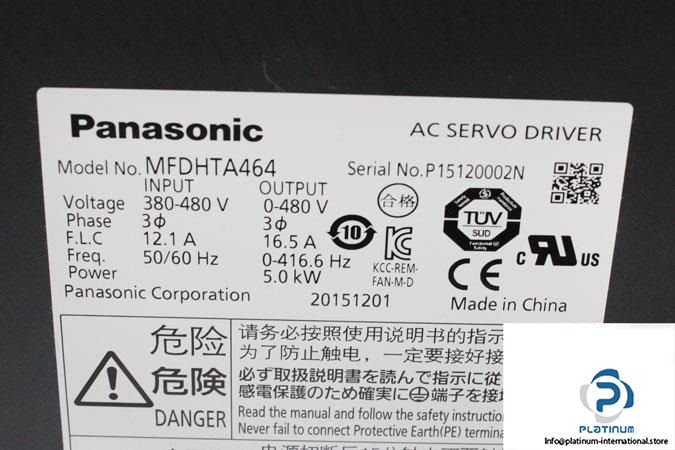 Panasonic AC SERVO DRIVER
Model No. MFDHTA464 Serial No. P15120002N
INPUT OUTPUT
Voltage 380-480 V 0-480 V
Phase 3ϕ 3ϕ
F.L.C 12.1 A 16.5 A
Freq. 50/60 Hz 0-416.6 Hz
Power 5.0 kW
Panasonic Corporation 20151201
合格
10
KCC-REM-
FAN-M-D
TÜV
SUD
Functional
Safety
CE
c RU US
Made in China
危险
危険
DANGER
请务必按照使用说明书的指示
为了防止触电，一定要接好接
必ず取扱説明書を読んで指示に従
感電保護のため確実に端子を接
Read the manual and follow the safety instructio
Never fail to connect Protective Earth(PE) termina
PLATINUM
Info@platinum-international.store